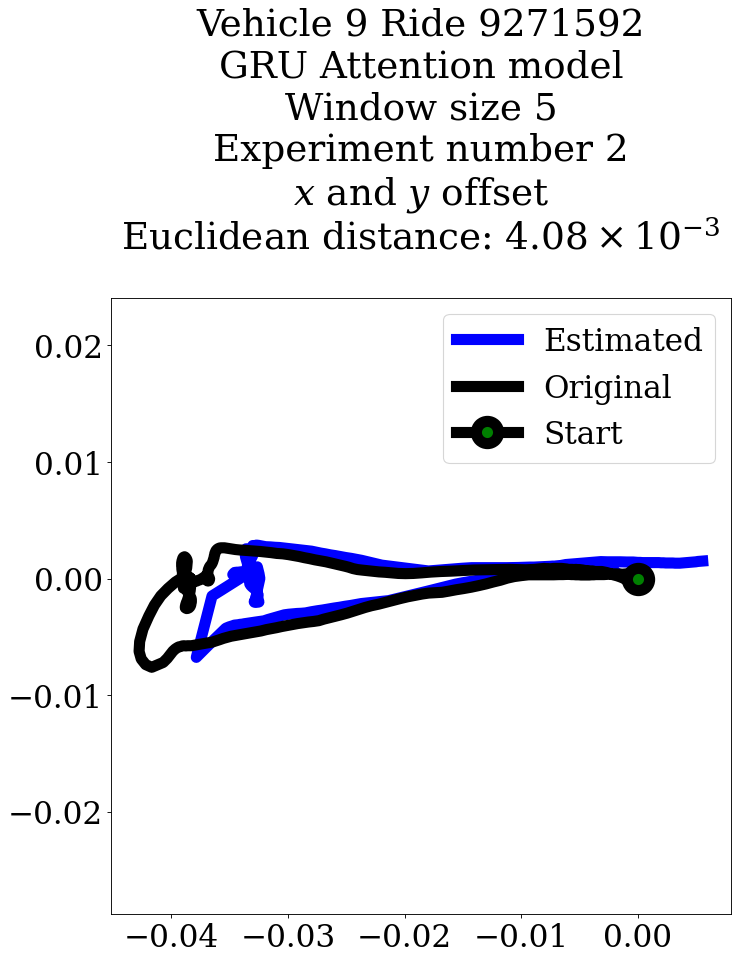 Vehicle 9 Ride 9271592
GRU Attention model
Window size 5
Experiment number 2
x and y offset
Euclidean distance: 4.08 × 10⁻³
Estimated
Original
Start
0.02
0.01
0.00
−0.01
−0.02
−0.04 −0.03 −0.02 −0.01 0.00